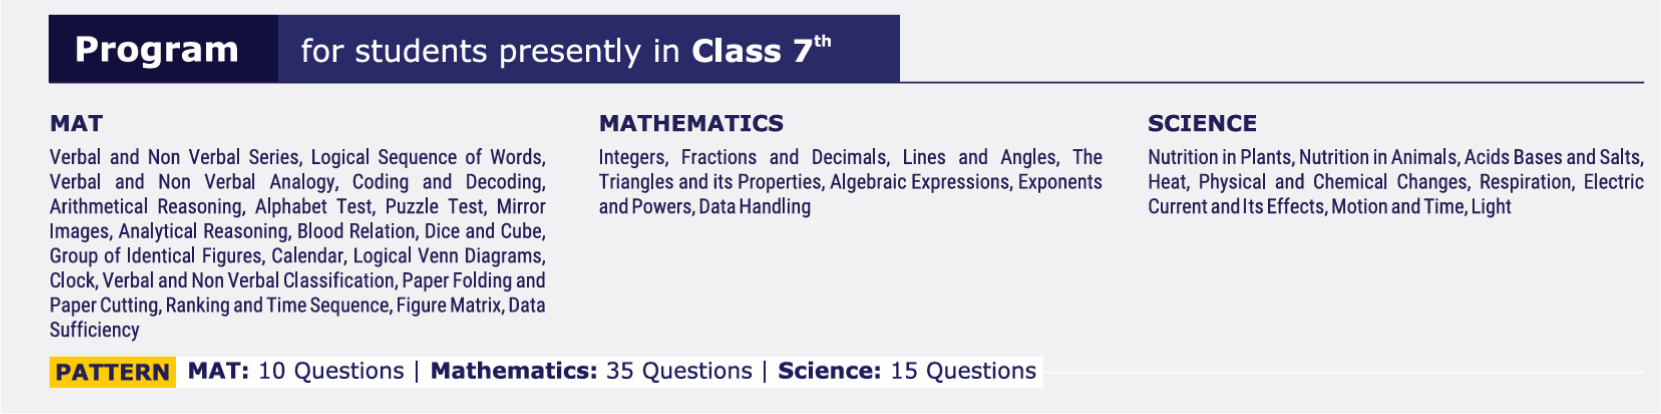 Program for students presently in Class 7th
MAT
Verbal and Non Verbal Series, Logical Sequence of Words,
Verbal and Non Verbal Analogy, Coding and Decoding,
Arithmetical Reasoning, Alphabet Test, Puzzle Test, Mirror
Images, Analytical Reasoning, Blood Relation, Dice and Cube,
Group of Identical Figures, Calendar, Logical Venn Diagrams,
Clock, Verbal and Non Verbal Classification, Paper Folding and
Paper Cutting, Ranking and Time Sequence, Figure Matrix, Data
Sufficiency
MATHEMATICS
Integers, Fractions and Decimals, Lines and Angles, The
Triangles and its Properties, Algebraic Expressions, Exponents
and Powers, Data Handling
SCIENCE
Nutrition in Plants, Nutrition in Animals, Acids Bases and Salts,
Heat, Physical and Chemical Changes, Respiration, Electric
Current and Its Effects, Motion and Time, Light
PATTERN MAT: 10 Questions | Mathematics: 35 Questions | Science: 15 Questions